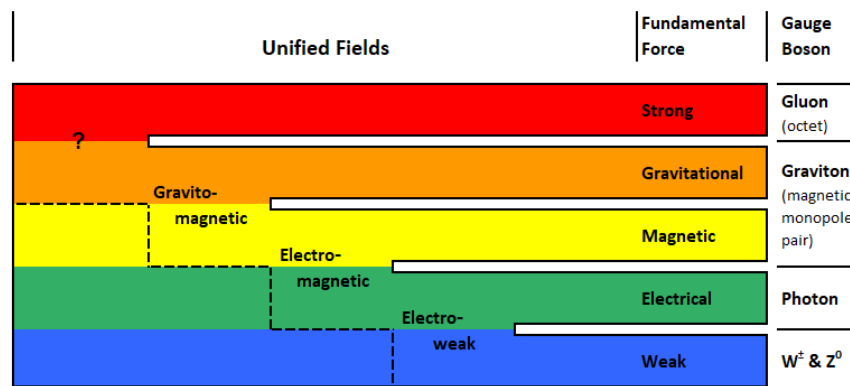 Unified Fields
Fundamental
Force
Gauge
Boson
Strong
Gluon
(octet)
?
Gravitational
Graviton
(magnetic
monopole
pair)
Gravito-
magnetic
Magnetic
Electro-
magnetic
Electrical
Photon
Electro-
weak
Weak
W± & Z⁰